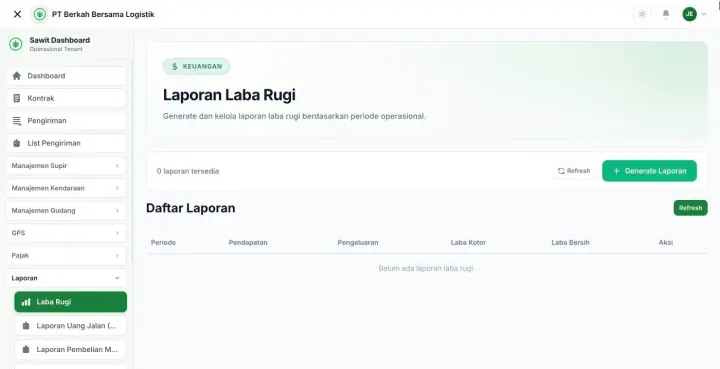 PT Berkah Bersama Logistik
JE
Sawit Dashboard
Operasional Tenant
Dashboard
Kontrak
Pengiriman
List Pengiriman
Manajemen Supir
Manajemen Kendaraan
Manajemen Gudang
GPS
Pajak
Laporan
Laba Rugi
Laporan Uang Jalan (...
Laporan Pembelian M...
$ KEUANGAN
Laporan Laba Rugi
Generate dan kelola laporan laba rugi berdasarkan periode operasional.
0 laporan tersedia
Refresh
+ Generate Laporan
Daftar Laporan
Refresh
Periode Pendapatan Pengeluaran Laba Kotor Laba Bersih Aksi
Belum ada laporan laba rugi.